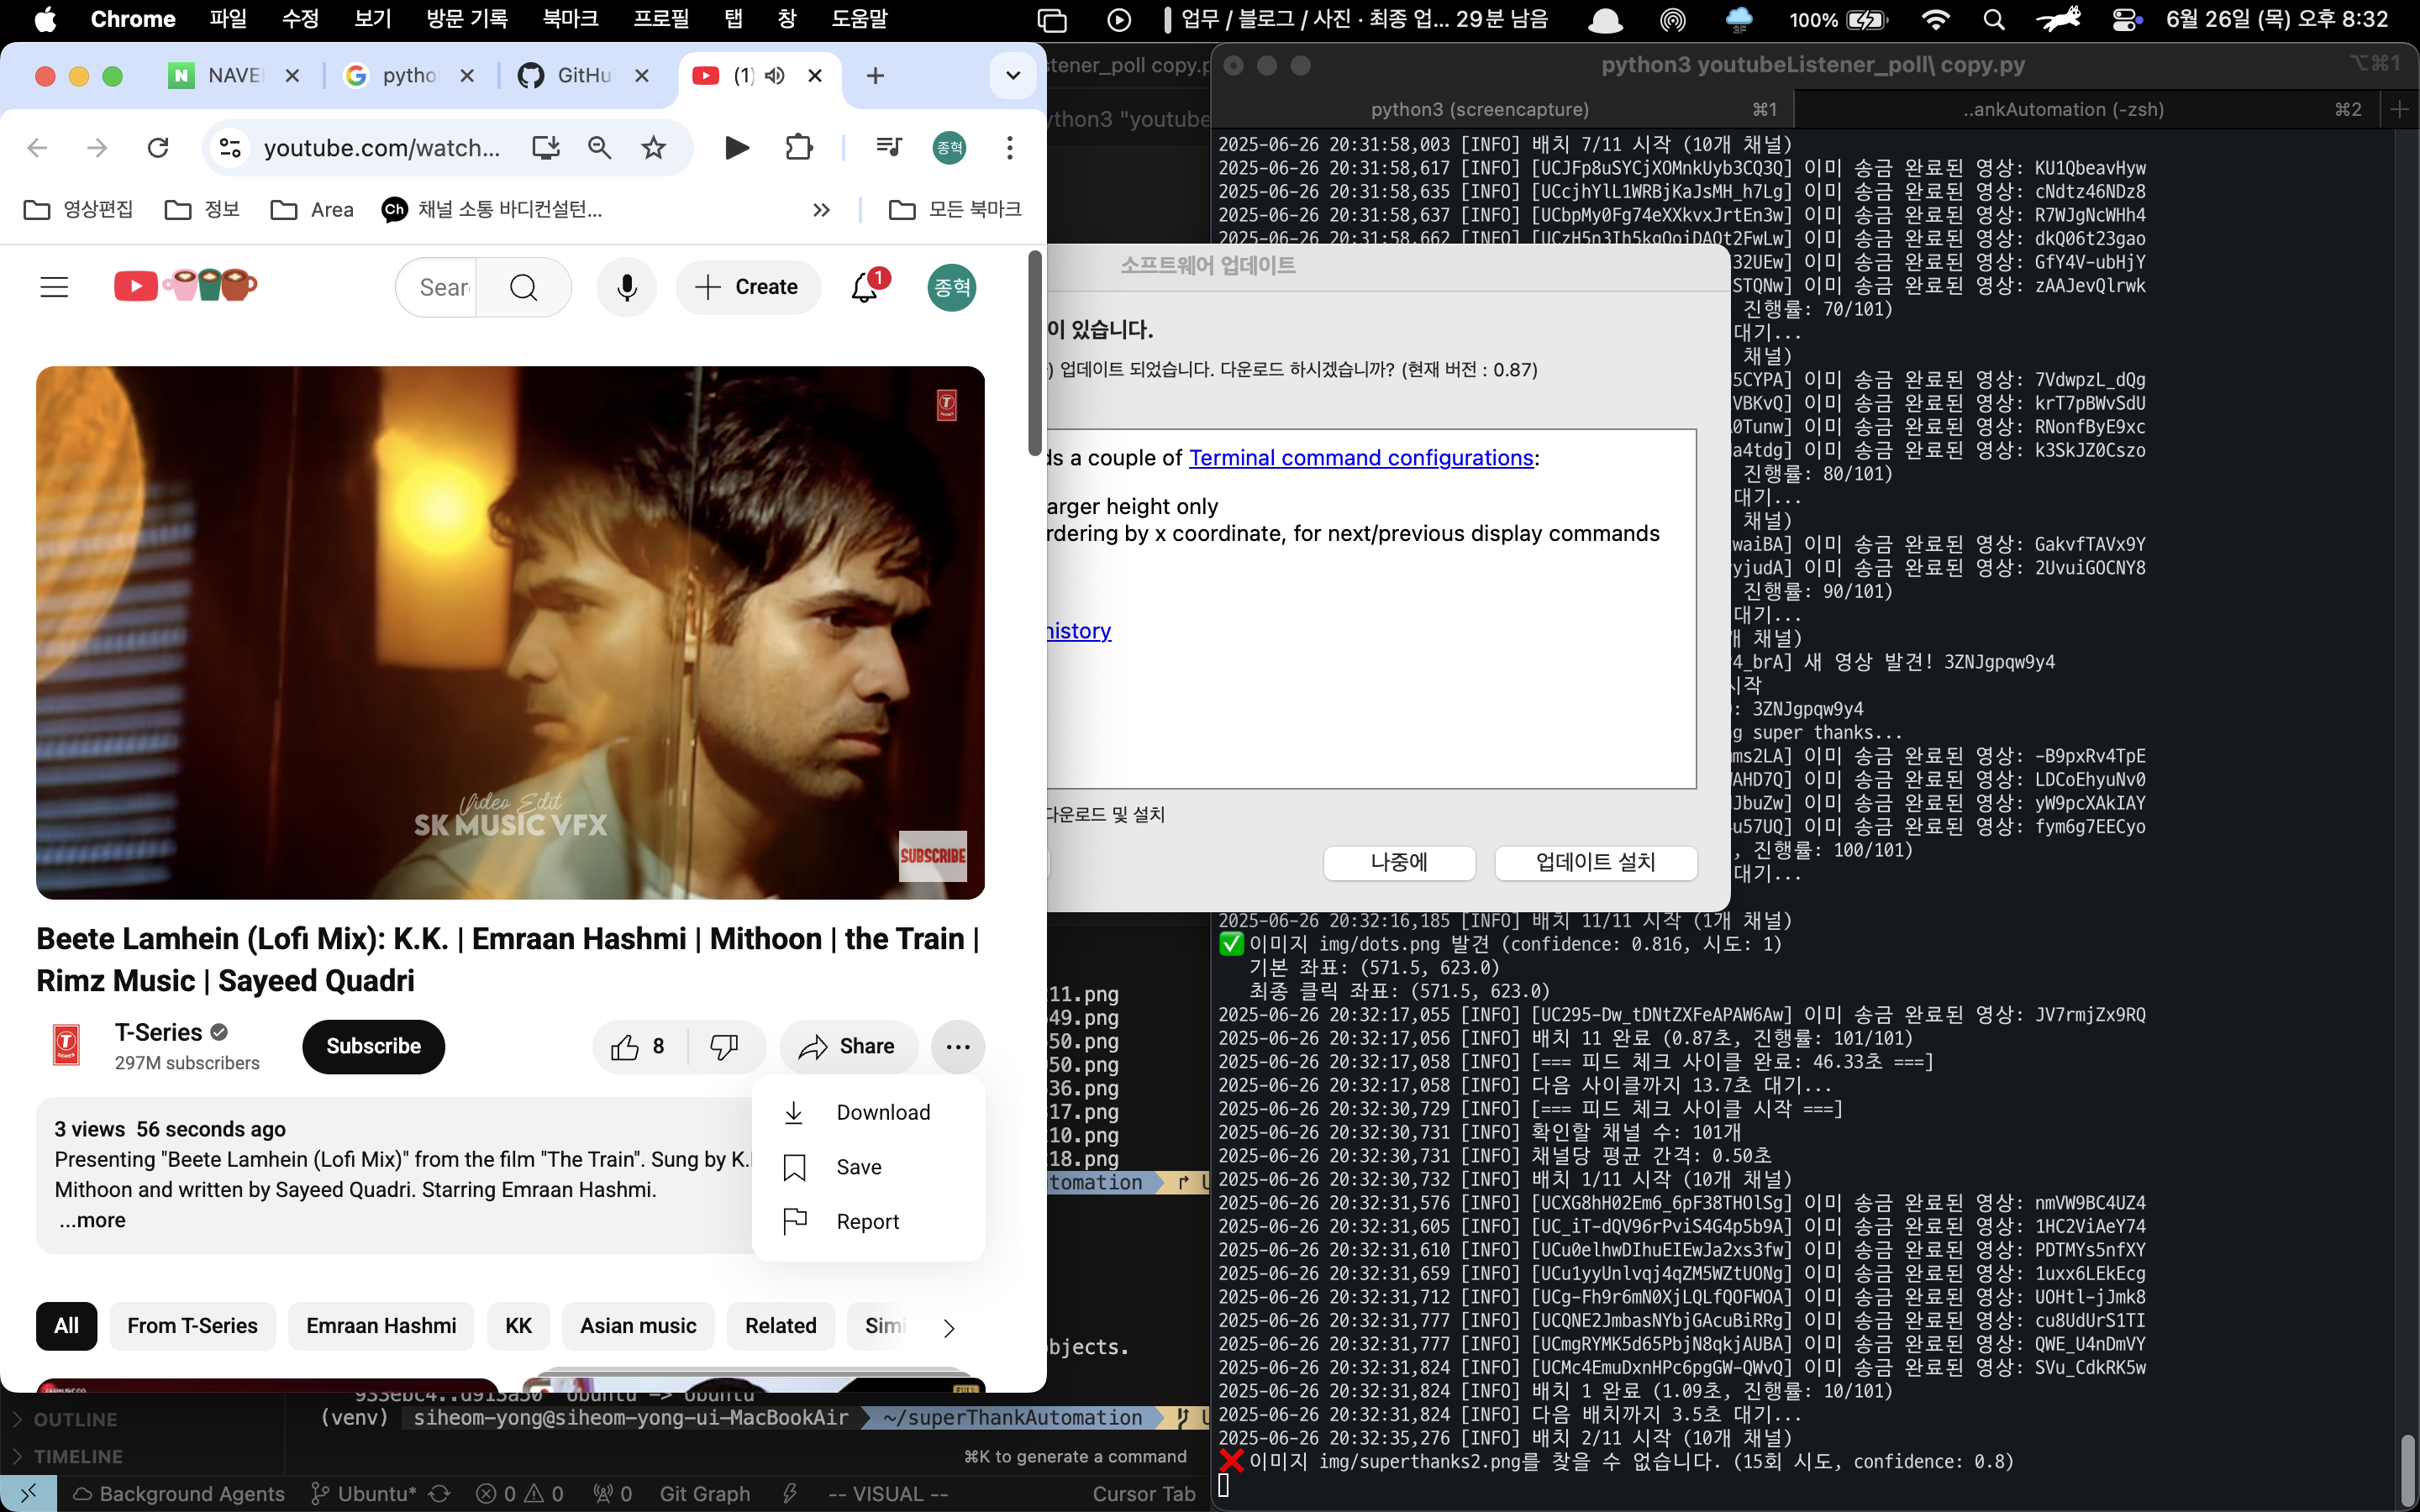 Chrome 파일 수정 보기 방문 기록 북마크 프로필 탭 창 도움말 업무 / 블로그 / 사진 · 최종 업... 29분 남음 100% 6월 26일 (목) 오후 8:32
NAVE pytho GitHu (1)
youtube.com/watch... 종혁
영상편집 정보 Area Ch 채널 소통 바디컨설턴... 모든 북마크
Sear Create 1 종혁
Video Edit
SK MUSIC VFX
SUBSCRIBE
Beete Lamhein (Lofi Mix): K.K. | Emraan Hashmi | Mithoon | the Train |
Rimz Music | Sayeed Quadri
T-Series
297M subscribers
Subscribe
8
Share
Download
Save
Report
3 views 56 seconds ago
Presenting "Beete Lamhein (Lofi Mix)" from the film "The Train". Sung by K.
Mithoon and written by Sayeed Quadri. Starring Emraan Hashmi.
...more
All From T-Series Emraan Hashmi KK Asian music Related Simi
stener_poll copy.p
ython3 "youtube
소프트웨어 업데이트
이 있습니다.
) 업데이트 되었습니다. 다운로드 하시겠습니까? (현재 버전 : 0.87)
ds a couple of Terminal command configurations:
arger height only
rdering by x coordinate, for next/previous display commands
history
다운로드 및 설치
나중에 업데이트 설치
11.png
49.png
50.png
50.png
36.png
17.png
10.png
18.png
tomation
bjects.
933ebc4..d913a50 Ubuntu -> Ubuntu
(venv) siheom-yong@siheom-yong-ui-MacBookAir ~/superThankAutomation
⌘K to generate a command
OUTLINE
TIMELINE
Background Agents Ubuntu* 0 0 0 Git Graph -- VISUAL -- Cursor Tab
python3 youtubeListener_poll\ copy.py ⌥⌘1
python3 (screencapture) ⌘1 ..ankAutomation (-zsh) ⌘2
2025-06-26 20:31:58,003 [INFO] 배치 7/11 시작 (10개 채널)
2025-06-26 20:31:58,617 [INFO] [UCJFp8uSYCjXOMnkUyb3CQ3Q] 이미 송금 완료된 영상: KU1QbeavHyw
2025-06-26 20:31:58,635 [INFO] [UCcjhYlL1WRBjKaJsMH_h7Lg] 이미 송금 완료된 영상: cNdtz46NDz8
2025-06-26 20:31:58,637 [INFO] [UCbpMy0Fg74eXXkvxJrtEn3w] 이미 송금 완료된 영상: R7WJgNcWHh4
2025-06-26 20:31:58,662 [INFO] [UCzH5n3Ih5kgQoiDAQt2FwLw] 이미 송금 완료된 영상: dkQ06t23gao
32UEw] 이미 송금 완료된 영상: GfY4V-ubHjY
STQNw] 이미 송금 완료된 영상: zAAJevQlrwk
진행률: 70/101)
대기...
채널)
5CYPA] 이미 송금 완료된 영상: 7VdwpzL_dQg
VBKvQ] 이미 송금 완료된 영상: krT7pBWvSdU
0Tunw] 이미 송금 완료된 영상: RNonfByE9xc
a4tdg] 이미 송금 완료된 영상: k3SkJZ0Cszo
진행률: 80/101)
대기...
채널)
waiBA] 이미 송금 완료된 영상: GakvfTAVx9Y
yjudA] 이미 송금 완료된 영상: 2UvuiGOCNY8
진행률: 90/101)
대기...
개 채널)
4_brA] 새 영상 발견! 3ZNJgpqw9y4
시작
: 3ZNJgpqw9y4
g super thanks...
ms2LA] 이미 송금 완료된 영상: -B9pxRv4TpE
AHD7Q] 이미 송금 완료된 영상: LDCoEhyuNv0
JbuZw] 이미 송금 완료된 영상: yW9pcXAkIAY
u57UQ] 이미 송금 완료된 영상: fym6g7EECyo
, 진행률: 100/101)
대기...
2025-06-26 20:32:16,185 [INFO] 배치 11/11 시작 (1개 채널)
✅ 이미지 img/dots.png 발견 (confidence: 0.816, 시도: 1)
기본 좌표: (571.5, 623.0)
최종 클릭 좌표: (571.5, 623.0)
2025-06-26 20:32:17,055 [INFO] [UC295-Dw_tDNtZXFeAPAW6Aw] 이미 송금 완료된 영상: JV7rmjZx9RQ
2025-06-26 20:32:17,056 [INFO] 배치 11 완료 (0.87초, 진행률: 101/101)
2025-06-26 20:32:17,058 [INFO] [=== 피드 체크 사이클 완료: 46.33초 ===]
2025-06-26 20:32:17,058 [INFO] 다음 사이클까지 13.7초 대기...
2025-06-26 20:32:30,729 [INFO] [=== 피드 체크 사이클 시작 ===]
2025-06-26 20:32:30,731 [INFO] 확인할 채널 수: 101개
2025-06-26 20:32:30,731 [INFO] 채널당 평균 간격: 0.50초
2025-06-26 20:32:30,732 [INFO] 배치 1/11 시작 (10개 채널)
2025-06-26 20:32:31,576 [INFO] [UCXG8hH02Em6_6pF38THOlSg] 이미 송금 완료된 영상: nmVW9BC4UZ4
2025-06-26 20:32:31,605 [INFO] [UC_iT-dQV96rPviS4G4p5b9A] 이미 송금 완료된 영상: 1HC2ViAeY74
2025-06-26 20:32:31,610 [INFO] [UCu0elhwDIhuEIEwJa2xs3fw] 이미 송금 완료된 영상: PDTMYs5nfXY
2025-06-26 20:32:31,659 [INFO] [UCu1yyUnlvqj4qZM5WZtUONg] 이미 송금 완료된 영상: 1uxx6LEkEcg
2025-06-26 20:32:31,712 [INFO] [UCg-Fh9r6mN0XjLQLfQOFWOA] 이미 송금 완료된 영상: UOHtl-jJmk8
2025-06-26 20:32:31,777 [INFO] [UCQNE2JmbasNYbjGAcuBiRRg] 이미 송금 완료된 영상: cu8UdUrS1TI
2025-06-26 20:32:31,777 [INFO] [UCmgRYMK5d65PbjN8qkjAUBA] 이미 송금 완료된 영상: QWE_U4nDmVY
2025-06-26 20:32:31,824 [INFO] [UCMc4EmuDxnHPc6pgGW-QWvQ] 이미 송금 완료된 영상: SVu_CdkRK5w
2025-06-26 20:32:31,824 [INFO] 배치 1 완료 (1.09초, 진행률: 10/101)
2025-06-26 20:32:31,824 [INFO] 다음 배치까지 3.5초 대기...
2025-06-26 20:32:35,276 [INFO] 배치 2/11 시작 (10개 채널)
❌ 이미지 img/superthanks2.png를 찾을 수 없습니다. (15회 시도, confidence: 0.8)